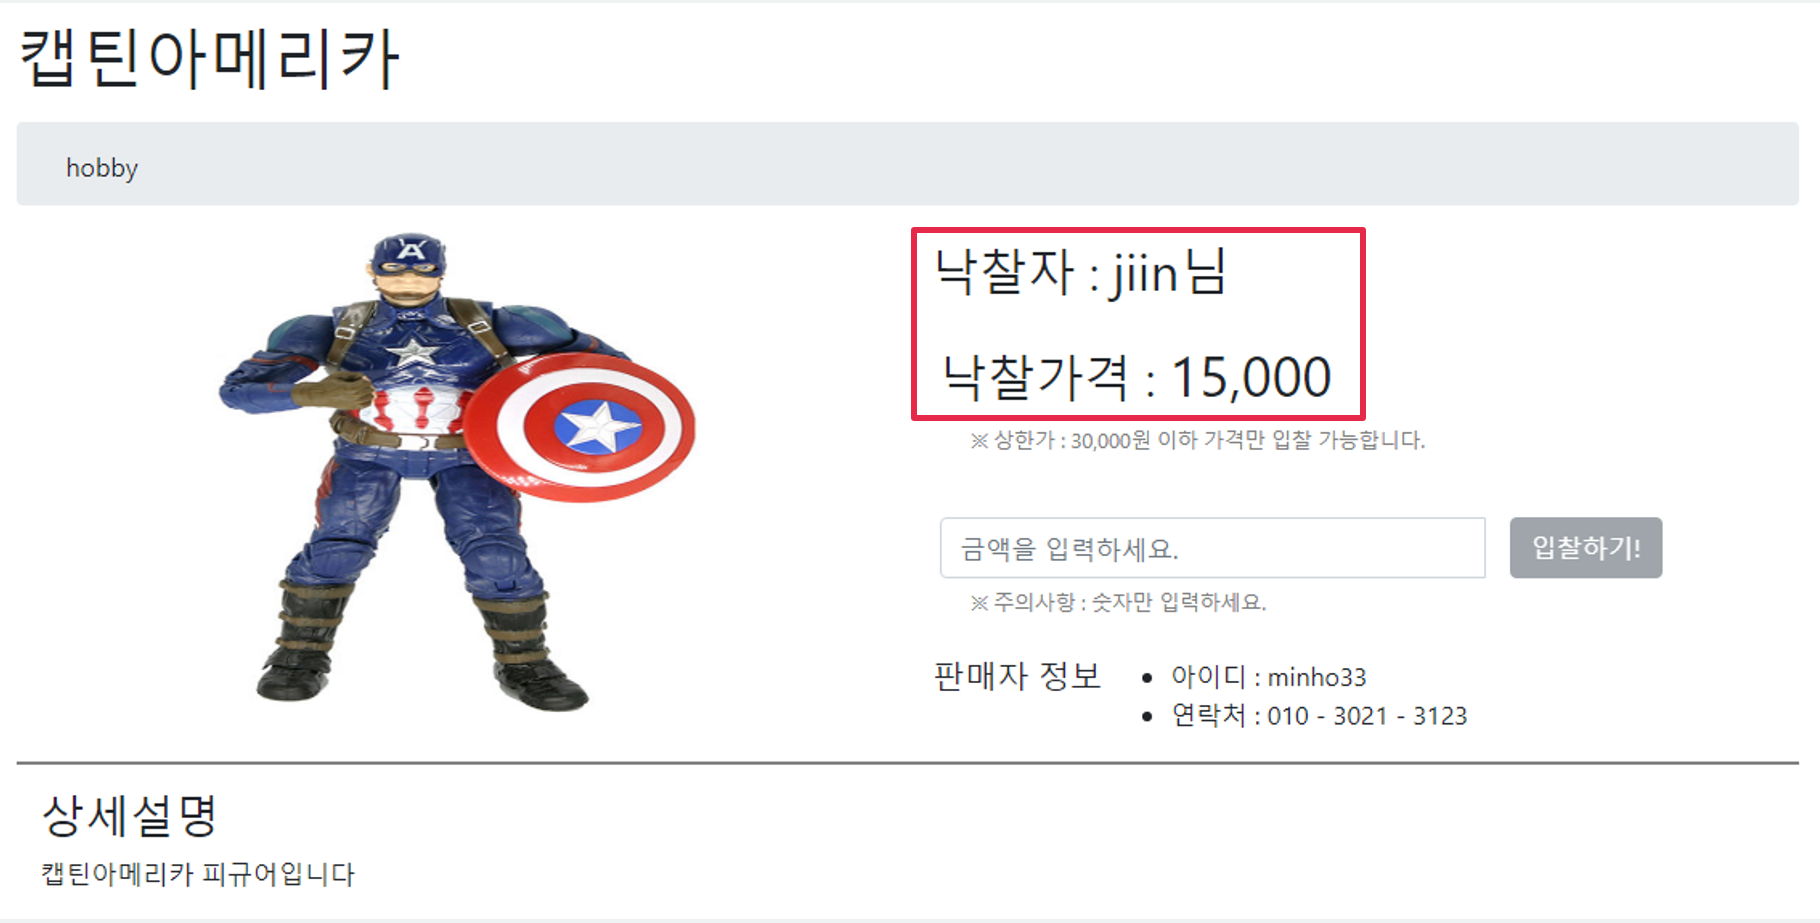 캡틴아메리카
hobby
A
낙찰자 : jiin님
낙찰가격 : 15,000
※ 상한가 : 30,000원 이하 가격만 입찰 가능합니다.
금액을 입력하세요.
입찰하기!
※ 주의사항 : 숫자만 입력하세요.
판매자 정보
아이디 : minho33
연락처 : 010 - 3021 - 3123
상세설명
캡틴아메리카 피규어입니다